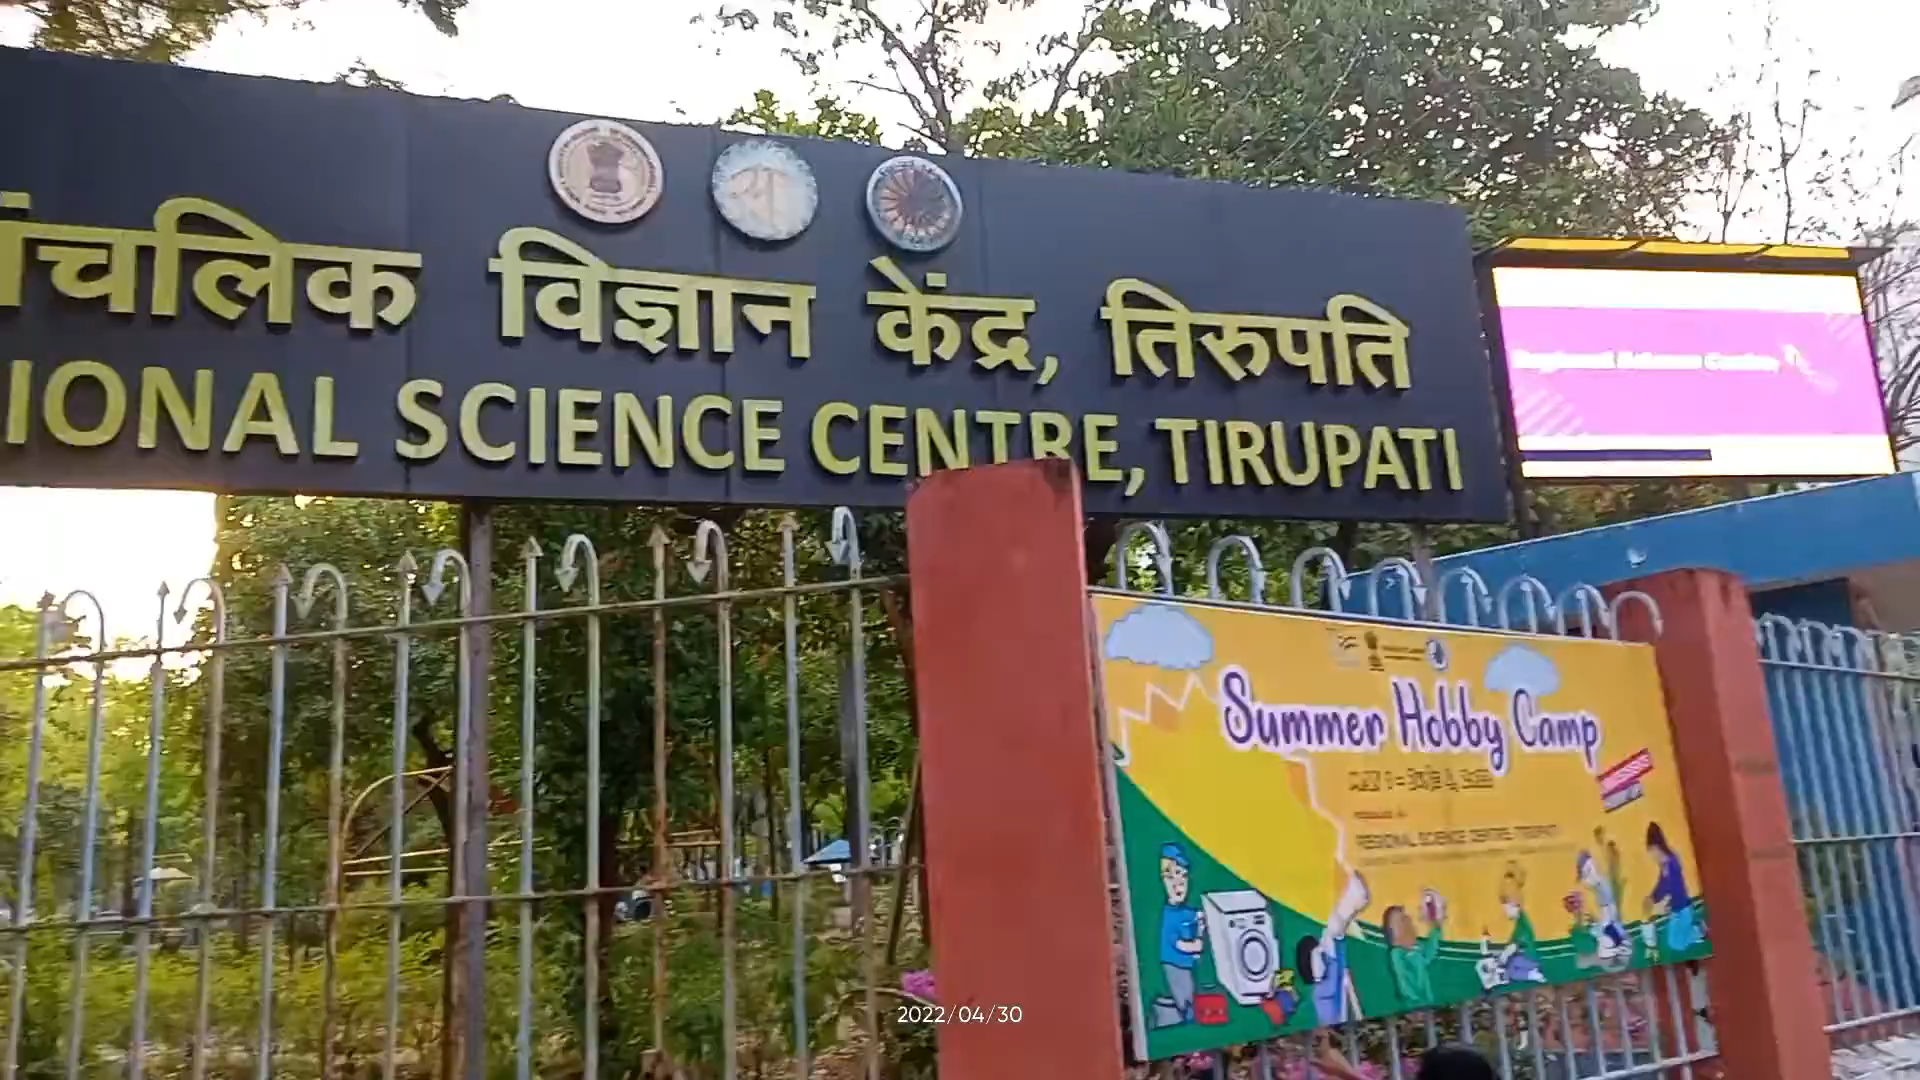 ंचलिक विज्ञान केंद्र, तिरुपति
IONAL SCIENCE CENTRE, TIRUPATI
Summer Hobby Camp
REGIONAL SCIENCE CENTRE, TIRUPATI
2022/04/30